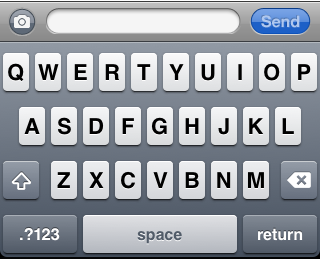 Send
Q W E R T Y U I O P
A S D F G H J K L
Z X C V B N M
.?123 space return